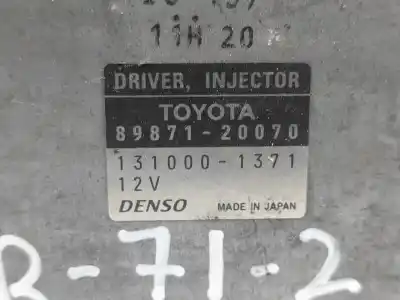 11H 20
DRIVER, INJECTOR
TOYOTA
89871-20070
131000-1371
12V
DENSO MADE IN JAPAN
B-71-2